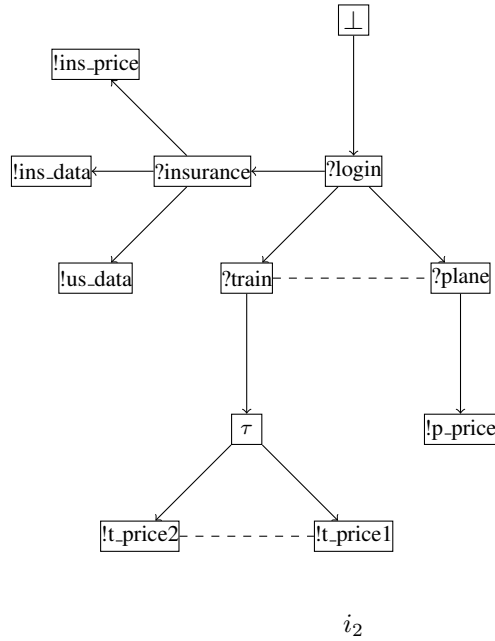 ⊥
!ins_price
!ins_data
?insurance
?login
!us_data
?train
?plane
τ
!p_price
!t_price2
!t_price1
i₂